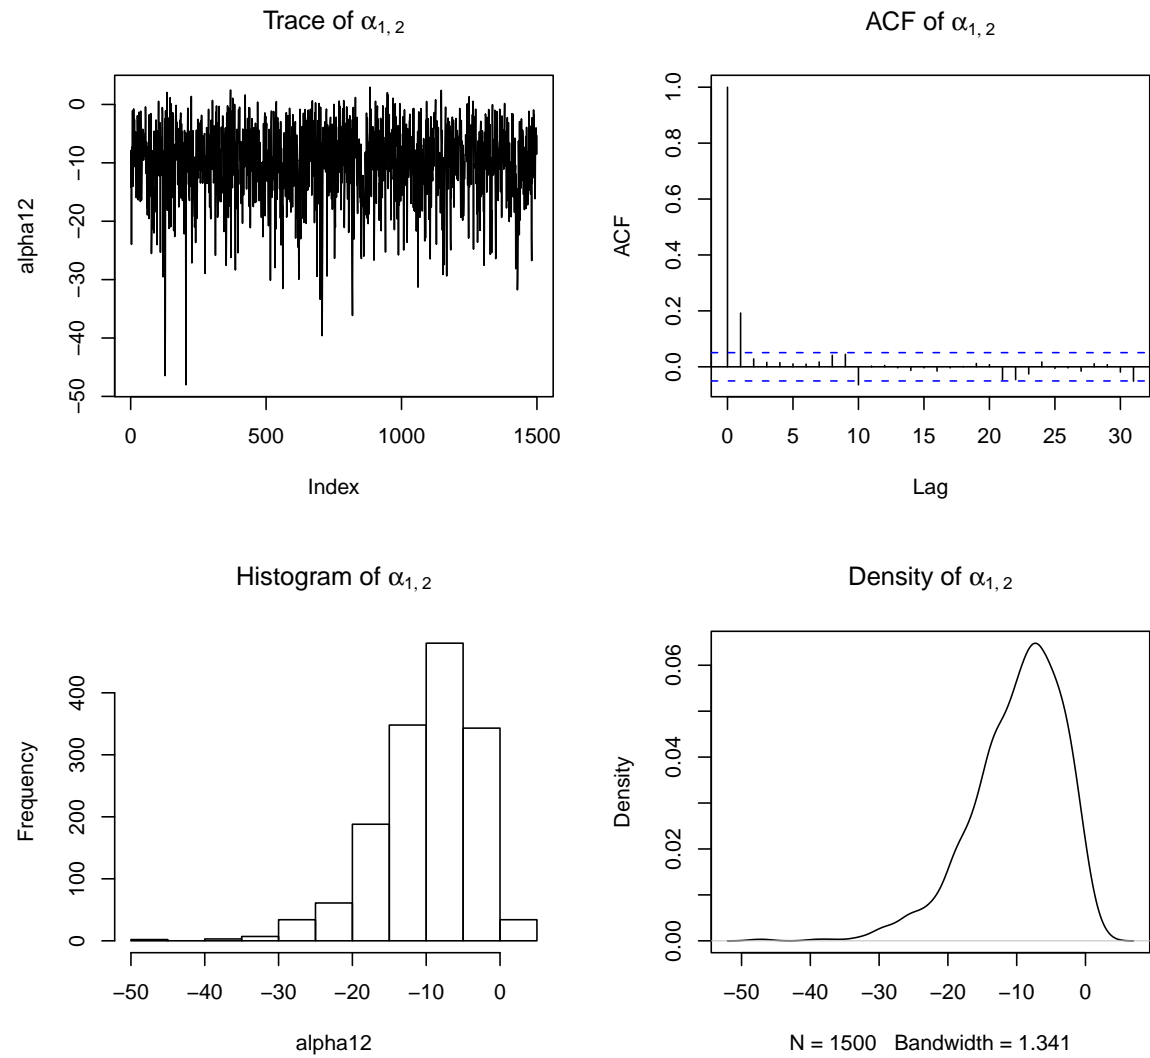 Trace of α1, 2
alpha12
0
−10
−20
−30
−40
−50
0 500 1000 1500
Index
ACF of α1, 2
ACF
1.0
0.8
0.6
0.4
0.2
0.0
0 5 10 15 20 25 30
Lag
Histogram of α1, 2
Frequency
400
300
200
100
0
−50 −40 −30 −20 −10 0
alpha12
Density of α1, 2
Density
0.06
0.04
0.02
0.00
−50 −40 −30 −20 −10 0
N = 1500 Bandwidth = 1.341